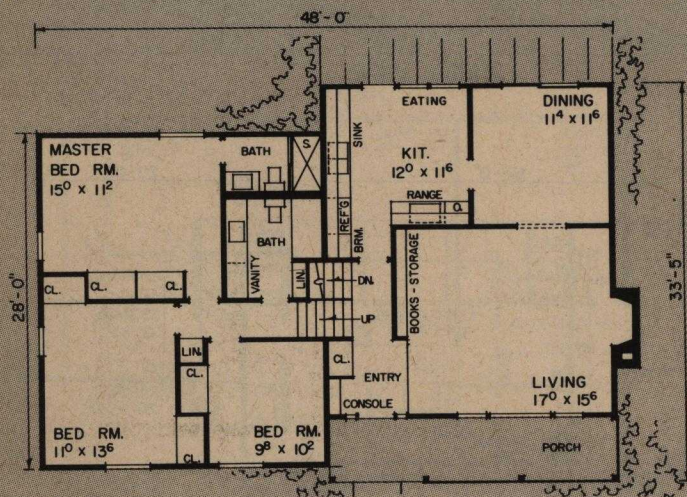 48'-0"
EATING
DINING
11⁴ x 11⁶
MASTER
BED RM.
15⁰ x 11²
BATH
S.
SINK
KIT.
12⁰ x 11⁶
RANGE
O.
REF'G
BRM.
BATH
VANITY
LIN.
DN.
UP
BOOKS - STORAGE
28'-0"
33'-5"
CL.
CL.
CL.
LIN.
CL.
CL.
ENTRY
CONSOLE
LIVING
17⁰ x 15⁶
BED RM.
11⁰ x 13⁶
CL.
BED RM.
9⁸ x 10²
PORCH